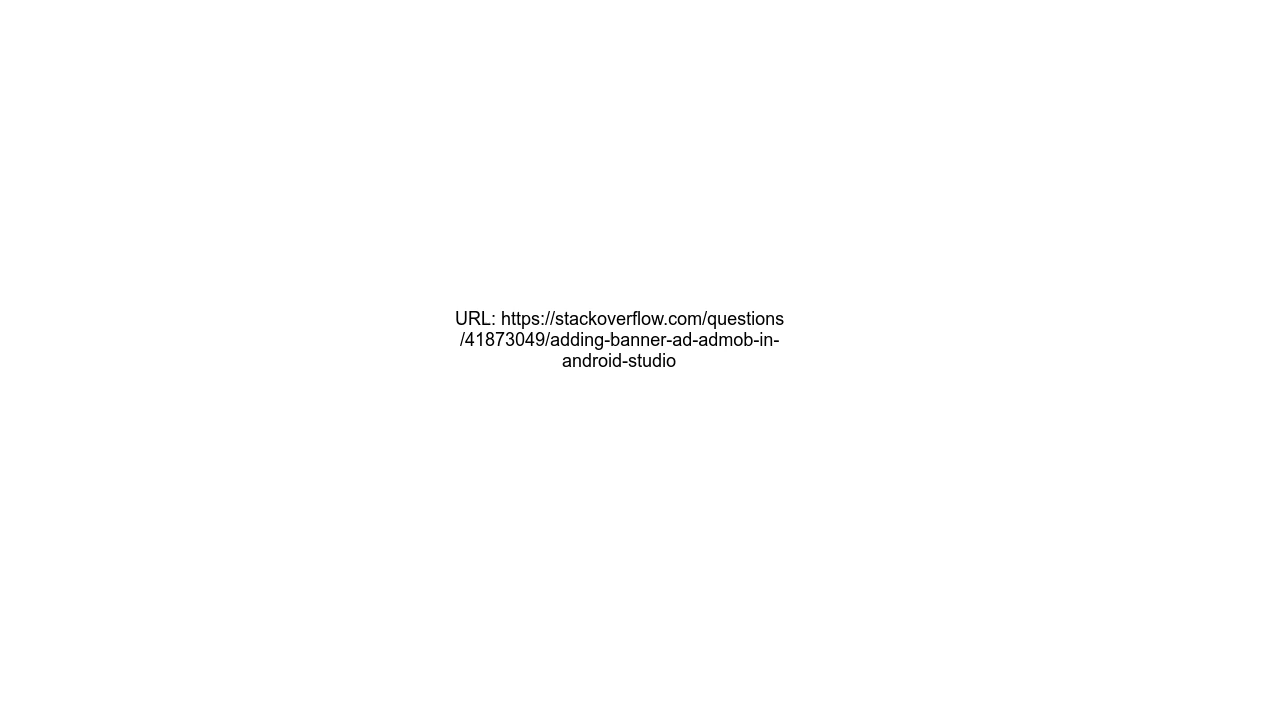 URL: https://stackoverflow.com/questions
/41873049/adding-banner-ad-admob-in-
android-studio